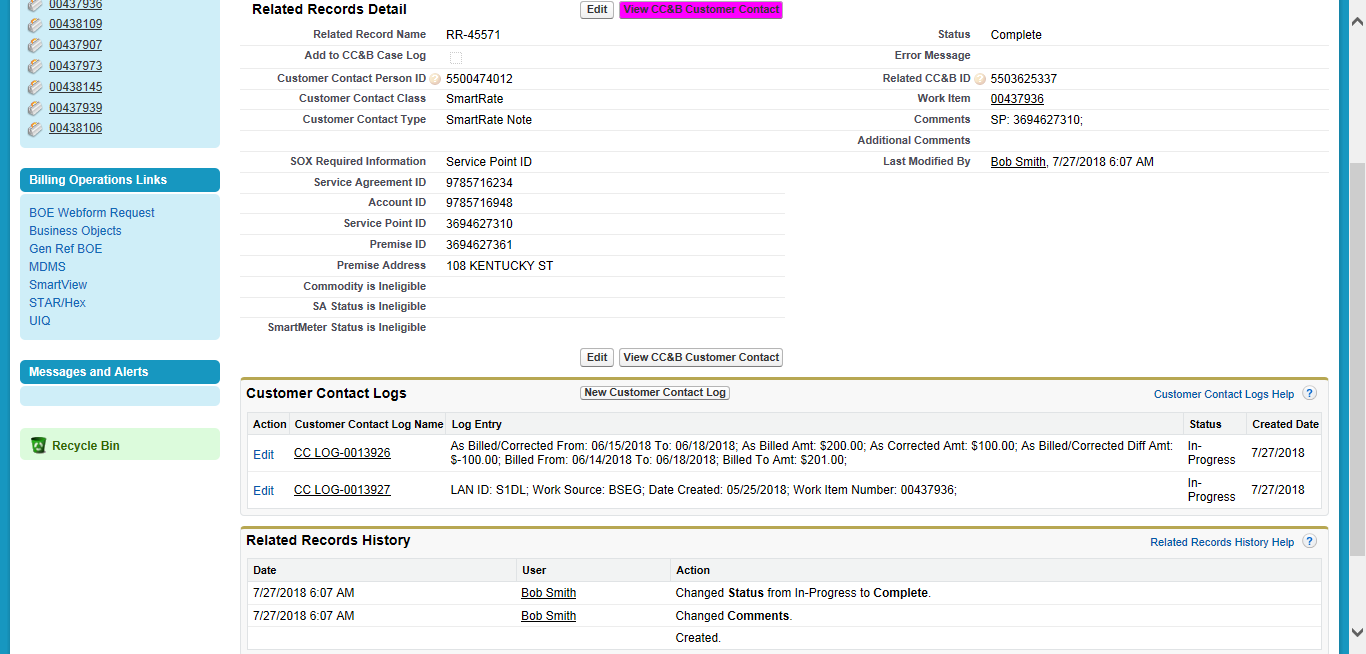 00437936
00438109
00437907
00437973
00438145
00437939
00438106
Billing Operations Links
BOE Webform Request
Business Objects
Gen Ref BOE
MDMS
SmartView
STAR/Hex
UIQ
Messages and Alerts
Recycle Bin
Related Records Detail Edit View CC&B Customer Contact
Related Record Name RR-45571 Status Complete
Add to CC&B Case Log Error Message
Customer Contact Person ID 5500474012 Related CC&B ID 5503625337
Customer Contact Class SmartRate Work Item 00437936
Customer Contact Type SmartRate Note Comments SP: 3694627310;
Additional Comments
SOX Required Information Service Point ID Last Modified By Bob Smith, 7/27/2018 6:07 AM
Service Agreement ID 9785716234
Account ID 9785716948
Service Point ID 3694627310
Premise ID 3694627361
Premise Address 108 KENTUCKY ST
Commodity is Ineligible
SA Status is Ineligible
SmartMeter Status is Ineligible
Edit View CC&B Customer Contact
Customer Contact Logs New Customer Contact Log Customer Contact Logs Help ?
Action Customer Contact Log Name Log Entry Status Created Date
Edit CC LOG-0013926 As Billed/Corrected From: 06/15/2018 To: 06/18/2018; As Billed Amt: $200.00; As Corrected Amt: $100.00; As Billed/Corrected Diff Amt: In- 7/27/2018
$-100.00; Billed From: 06/14/2018 To: 06/18/2018; Billed To Amt: $201.00; Progress
Edit CC LOG-0013927 LAN ID: S1DL; Work Source: BSEG; Date Created: 05/25/2018; Work Item Number: 00437936; In- 7/27/2018
Progress
Related Records History Related Records History Help ?
Date User Action
7/27/2018 6:07 AM Bob Smith Changed Status from In-Progress to Complete.
7/27/2018 6:07 AM Bob Smith Changed Comments.
Created.